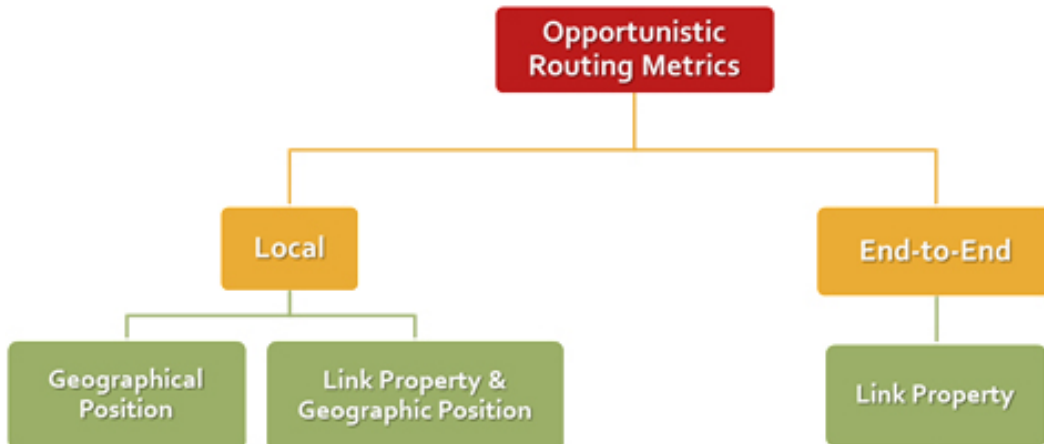 Opportunistic
Routing Metrics
Local
End-to-End
Geographical
Position
Link Property &
Geographic Position
Link Property